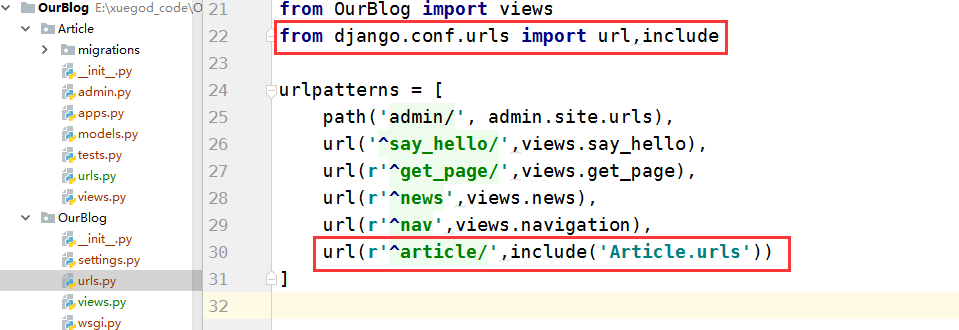 OurBlog E:\xuegod_code\O
Article
migrations
__init__.py
admin.py
apps.py
models.py
tests.py
urls.py
views.py
OurBlog
__init__.py
settings.py
urls.py
views.py
wsgi.py
21 from OurBlog import views
22 from django.conf.urls import url,include
23
24 urlpatterns = [
25 path('admin/', admin.site.urls),
26 url('^say_hello/',views.say_hello),
27 url(r'^get_page/',views.get_page),
28 url(r'^news',views.news),
29 url(r'^nav',views.navigation),
30 url(r'^article/',include('Article.urls'))
31 ]
32